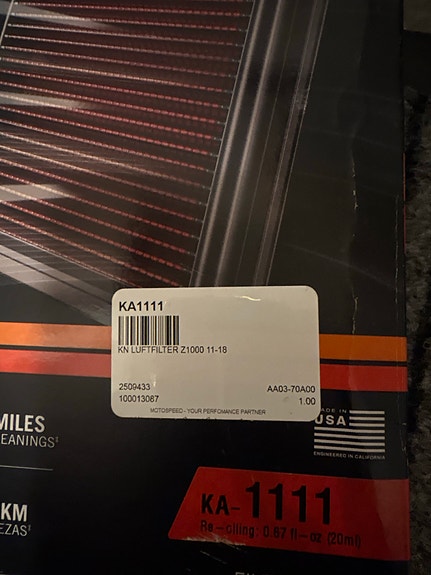 KA1111
KN LUFTFILTER Z1000 11-18
2509433
AA03-70A00
100013067
1.00
MOTOSPEED - YOUR PERFOMANCE PARTNER
MILES
EANINGS‡
MADE IN
USA
ENGINEERED IN CALIFORNIA
KM
EZAS‡
KA-1111
Re-oiling: 0.67 fl-oz (20ml)